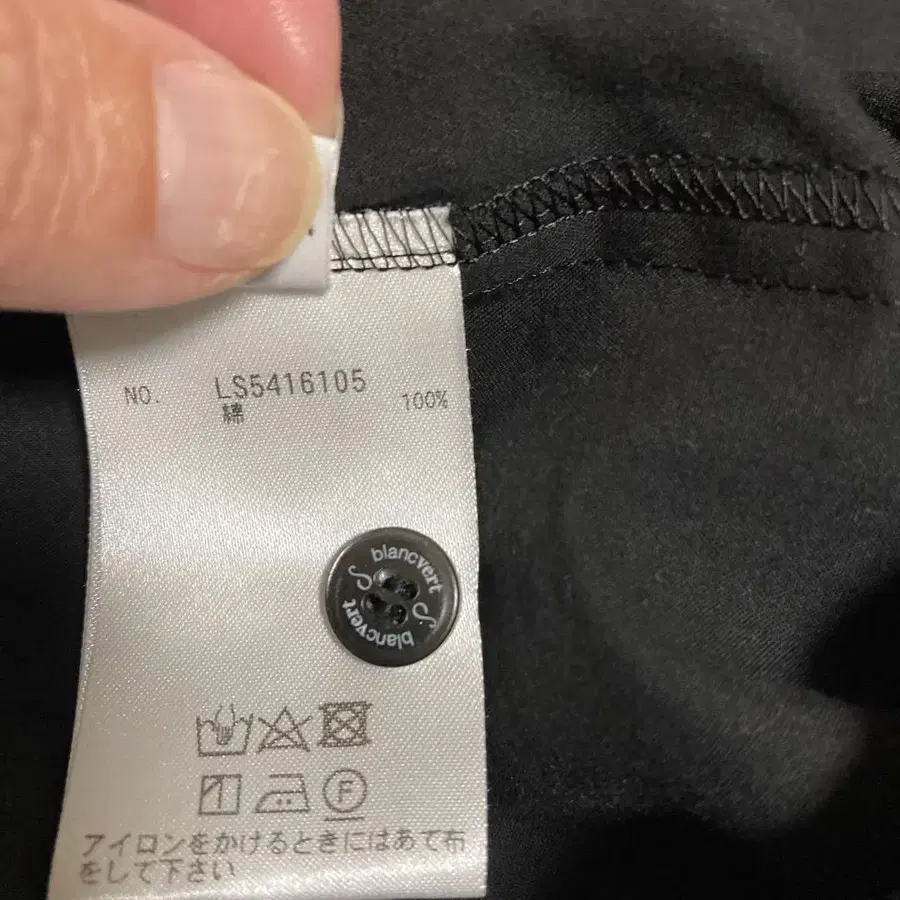 NO. LS5416105
綿 100%
blancvert
S
blancvert
S
F
アイロンをかけるときにはあて布
をして下さい